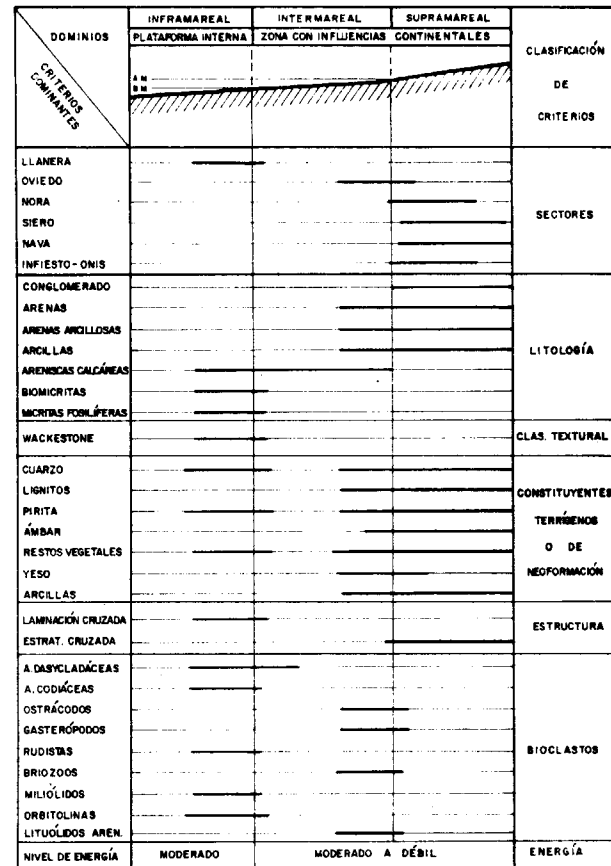 DOMINIOS
CRITERIOS DOMINANTES
INFRAMAREAL INTERMAREAL SUPRAMAREAL
PLATAFORMA INTERNA ZONA CON INFLUENCIAS CONTINENTALES
CLASIFICACIÓN
DE
CRITERIOS
A M
B M
LLANERA
OVIEDO
NORA
SIERO
NAVA
INFIESTO - ONIS
SECTORES
CONGLOMERADO
ARENAS
ARENAS ARCILLOSAS
ARCILLAS
ARENISCAS CALCÁREAS
BIOMICRITAS
MICRITAS FOSILÍFERAS
LITOLOGÍA
WACKESTONE
CLAS. TEXTURAL
CUARZO
LIGNITOS
PIRITA
ÁMBAR
RESTOS VEGETALES
YESO
ARCILLAS
CONSTITUYENTES
TERRÍGENOS
O DE
NEOFORMACIÓN
LAMINACIÓN CRUZADA
ESTRAT. CRUZADA
ESTRUCTURA
A. DASYCLADÁCEAS
A. CODIÁCEAS
OSTRÁCODOS
GASTERÓPODOS
RUDISTAS
BRIOZOOS
MILIÓLIDOS
ORBITOLINAS
LITUÓLIDOS AREN.
BIOCLASTOS
NIVEL DE ENERGÍA MODERADO MODERADO A DÉBIL ENERGÍA